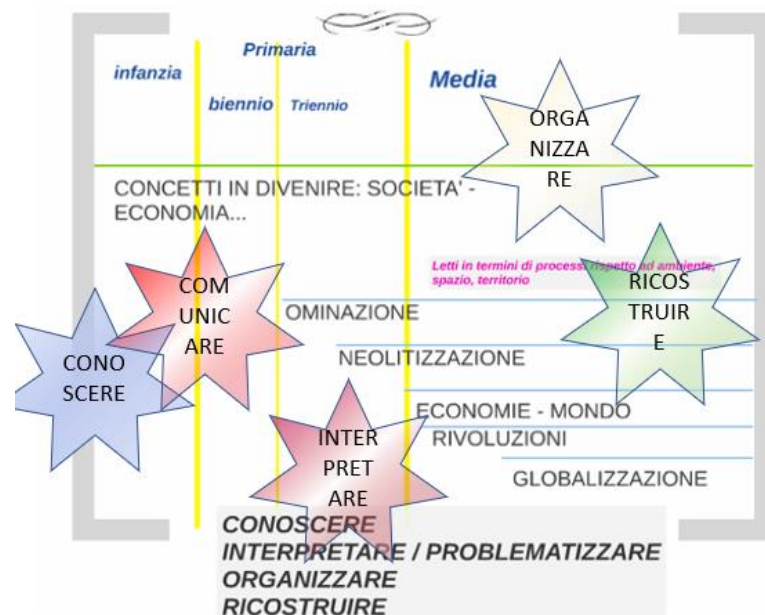 Primaria
infanzia
Media
biennio
Triennio
ORGA
NIZZA
RE
CONCETTI IN DIVENIRE: SOCIETA' -
ECONOMIA...
Letti in termini di processi rispetto ad ambiente,
spazio, territorio
COM
UNIC
ARE
RICOS
TRUIR
E
OMINAZIONE
CONO
SCERE
NEOLITIZZAZIONE
ECONOMIE - MONDO
INTER
PRET
ARE
RIVOLUZIONI
GLOBALIZZAZIONE
CONOSCERE
INTERPRETARE / PROBLEMATIZZARE
ORGANIZZARE
RICOSTRUIRE